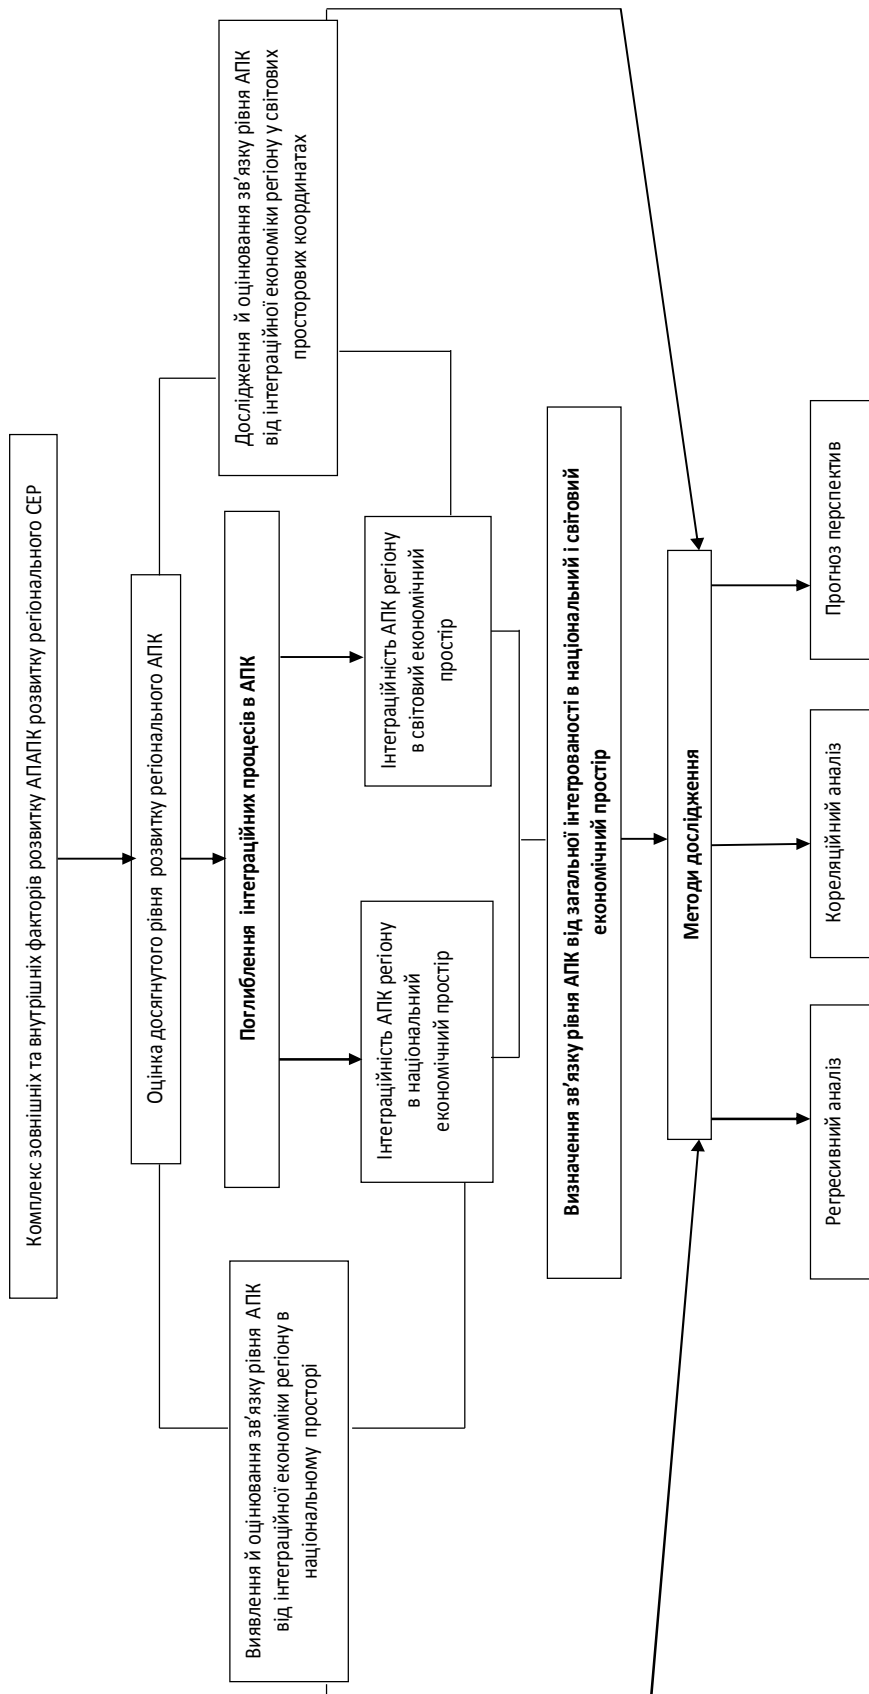 Комплекс зовнішніх та внутрішніх факторів розвитку АПАПК розвитку регіонального СЕР
Оцінка досягнутого рівня розвитку регіонального АПК
Виявлення й оцінювання зв’язку рівня АПК
від інтеграційної економіки регіону в
національному просторі
Поглиблення інтеграційних процесів в АПК
Дослідження й оцінювання зв’язку рівня АПК
від інтеграційної економіки регіону у світових
просторових координатах
Інтеграційність АПК регіону
в національний
економічний простір
Інтеграційність АПК регіону
в світовий економічний
простір
Визначення зв’язку рівня АПК від загальної інтегрованості в національний і світовий
економічний простір
Методи дослідження
Регресивний аналіз
Кореляційний аналіз
Прогноз перспектив